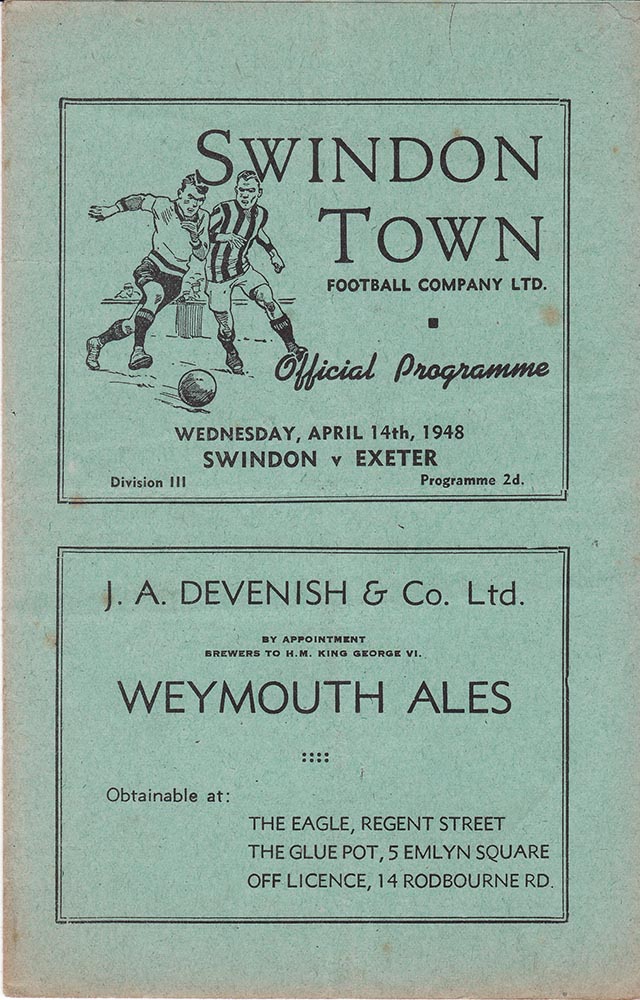 SWINDON
TOWN
FOOTBALL COMPANY LTD.
Official Programme
WEDNESDAY, APRIL 14th, 1948
SWINDON v EXETER
Division III Programme 2d.
J. A. DEVENISH & Co. Ltd.
BY APPOINTMENT
BREWERS TO H.M. KING GEORGE VI.
WEYMOUTH ALES
Obtainable at:
THE EAGLE, REGENT STREET
THE GLUE POT, 5 EMLYN SQUARE
OFF LICENCE, 14 RODBOURNE RD.